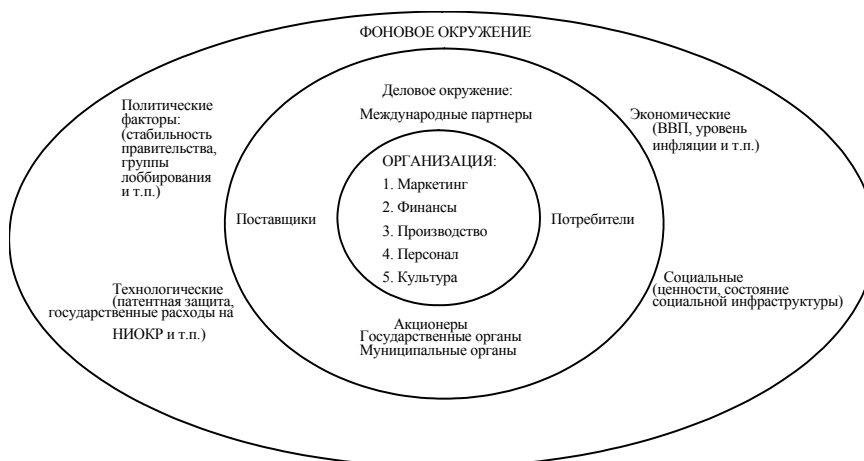 ФОНОВОЕ ОКРУЖЕНИЕ
Деловое окружение:
Международные партнеры
Политические
факторы:
(стабильность
правительства,
группы
лоббирования
и т.п.)
Экономические
(ВВП, уровень
инфляции и т.п.)
ОРГАНИЗАЦИЯ:
1. Маркетинг
2. Финансы
3. Производство
4. Персонал
5. Культура
Поставщики
Потребители
Технологические
(патентная защита,
государственные расходы на
НИОКР и т.п.)
Социальные
(ценности, состояние
социальной инфраструктуры)
Акционеры
Государственные органы
Муниципальные органы